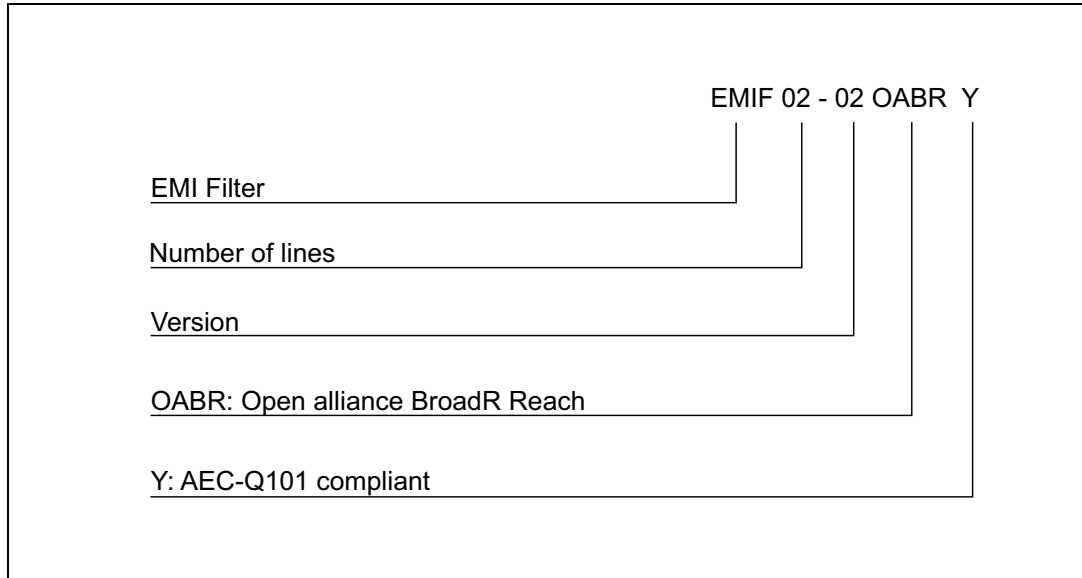 EMIF 02 - 02 OABR Y
EMI Filter
Number of lines
Version
OABR: Open alliance BroadR Reach
Y: AEC-Q101 compliant